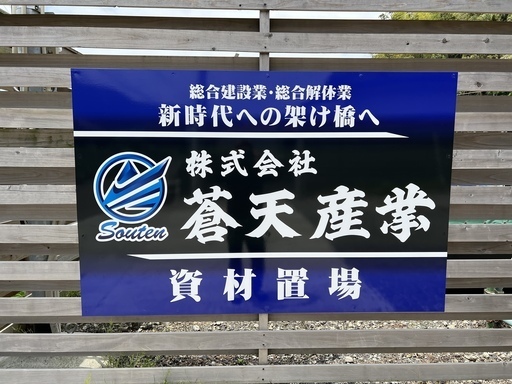 総合建設業・総合解体業
新時代への架け橋へ
株式会社
蒼天産業
Souten
資材置場